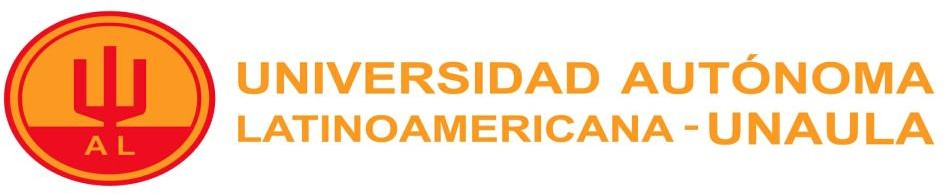 AL
UNIVERSIDAD AUTÓNOMA
LATINOAMERICANA - UNAULA